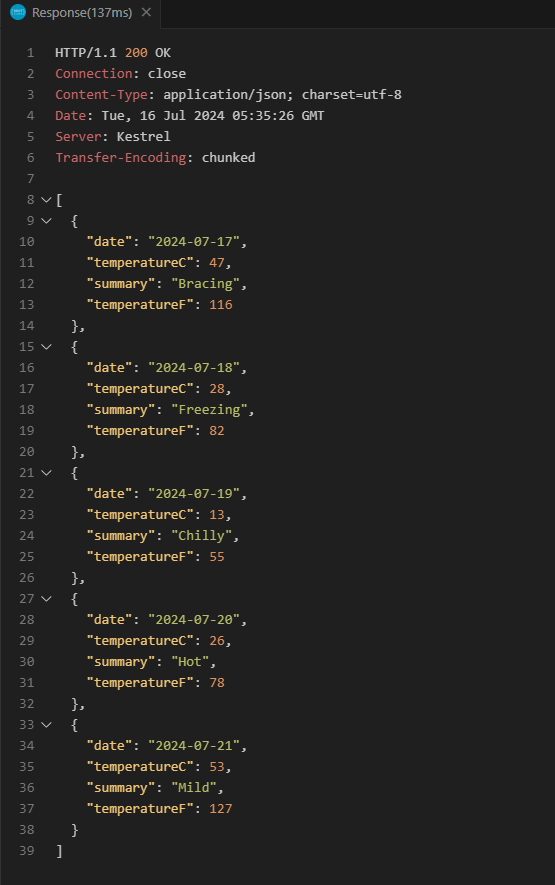 Response(137ms)
1 HTTP/1.1 200 OK
2 Connection: close
3 Content-Type: application/json; charset=utf-8
4 Date: Tue, 16 Jul 2024 05:35:26 GMT
5 Server: Kestrel
6 Transfer-Encoding: chunked
7
8 [
9   {
10     "date": "2024-07-17",
11     "temperatureC": 47,
12     "summary": "Bracing",
13     "temperatureF": 116
14   },
15   {
16     "date": "2024-07-18",
17     "temperatureC": 28,
18     "summary": "Freezing",
19     "temperatureF": 82
20   },
21   {
22     "date": "2024-07-19",
23     "temperatureC": 13,
24     "summary": "Chilly",
25     "temperatureF": 55
26   },
27   {
28     "date": "2024-07-20",
29     "temperatureC": 26,
30     "summary": "Hot",
31     "temperatureF": 78
32   },
33   {
34     "date": "2024-07-21",
35     "temperatureC": 53,
36     "summary": "Mild",
37     "temperatureF": 127
38   }
39 ]